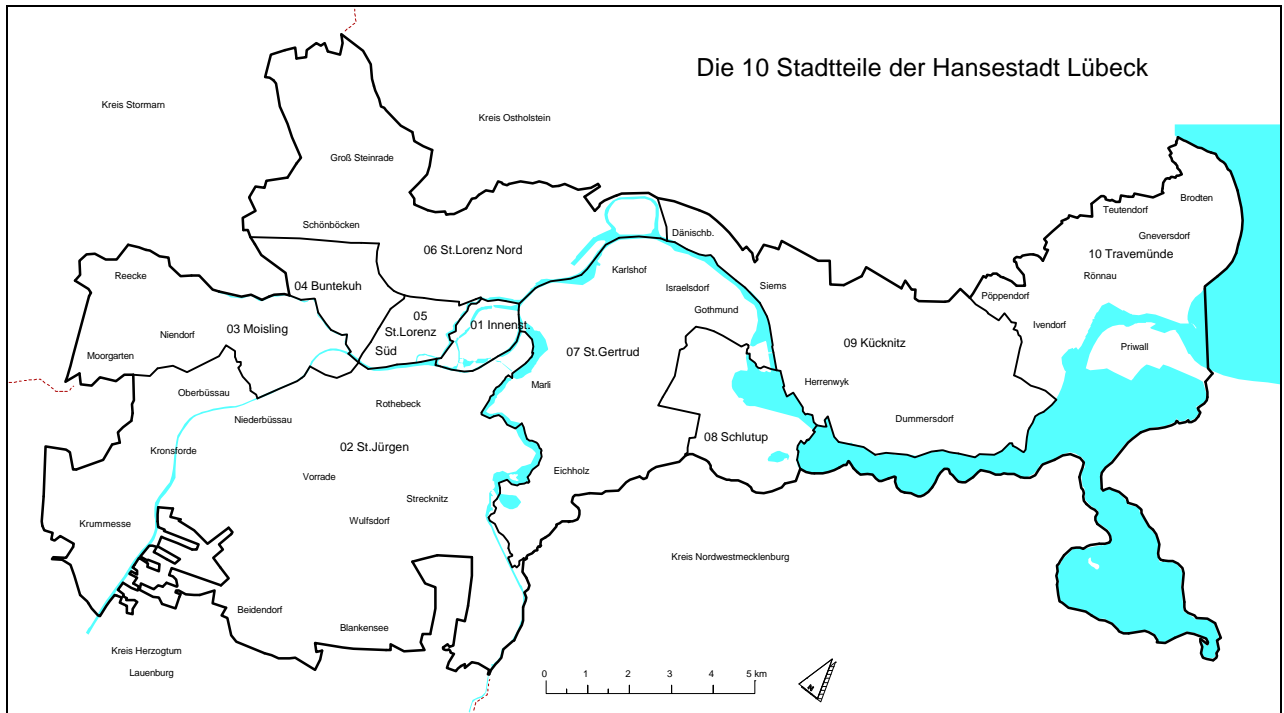 Die 10 Stadtteile der Hansestadt Lübeck
Kreis Stormarn
Kreis Ostholstein
Groß Steinrade
Brodten
Teutendorf
Schönböcken
Dänischb.
Gneversdorf
06 St.Lorenz Nord
10 Travemünde
Karlshof
Reecke
Rönnau
04 Buntekuh
Israelsdorf
Siems
Pöppendorf
Gothmund
05
St.Lorenz
Süd
01 Innenst.
Ivendorf
03 Moisling
Niendorf
09 Kücknitz
Priwall
07 St.Gertrud
Moorgarten
Marli
Herrenwyk
Oberbüssau
Rothebeck
Niederbüssau
Dummersdorf
08 Schlutup
02 St.Jürgen
Kronsforde
Eichholz
Vorrade
Strecknitz
Wulfsdorf
Krummesse
Kreis Nordwestmecklenburg
Beidendorf
Blankensee
Kreis Herzogtum
Lauenburg
0 1 2 3 4 5 km
N